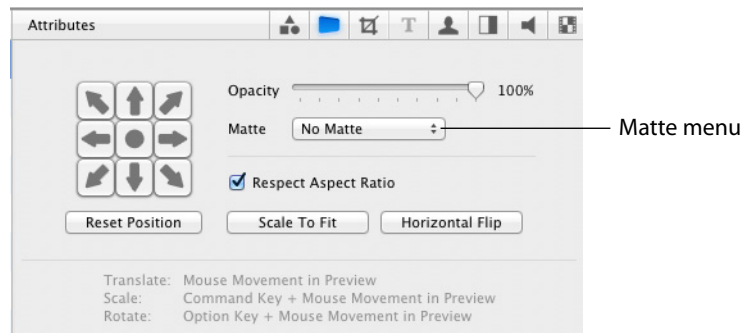 Attributes T
Opacity 100%
Matte No Matte Matte menu
Respect Aspect Ratio
Reset Position Scale To Fit Horizontal Flip
Translate: Mouse Movement in Preview
Scale: Command Key + Mouse Movement in Preview
Rotate: Option Key + Mouse Movement in Preview